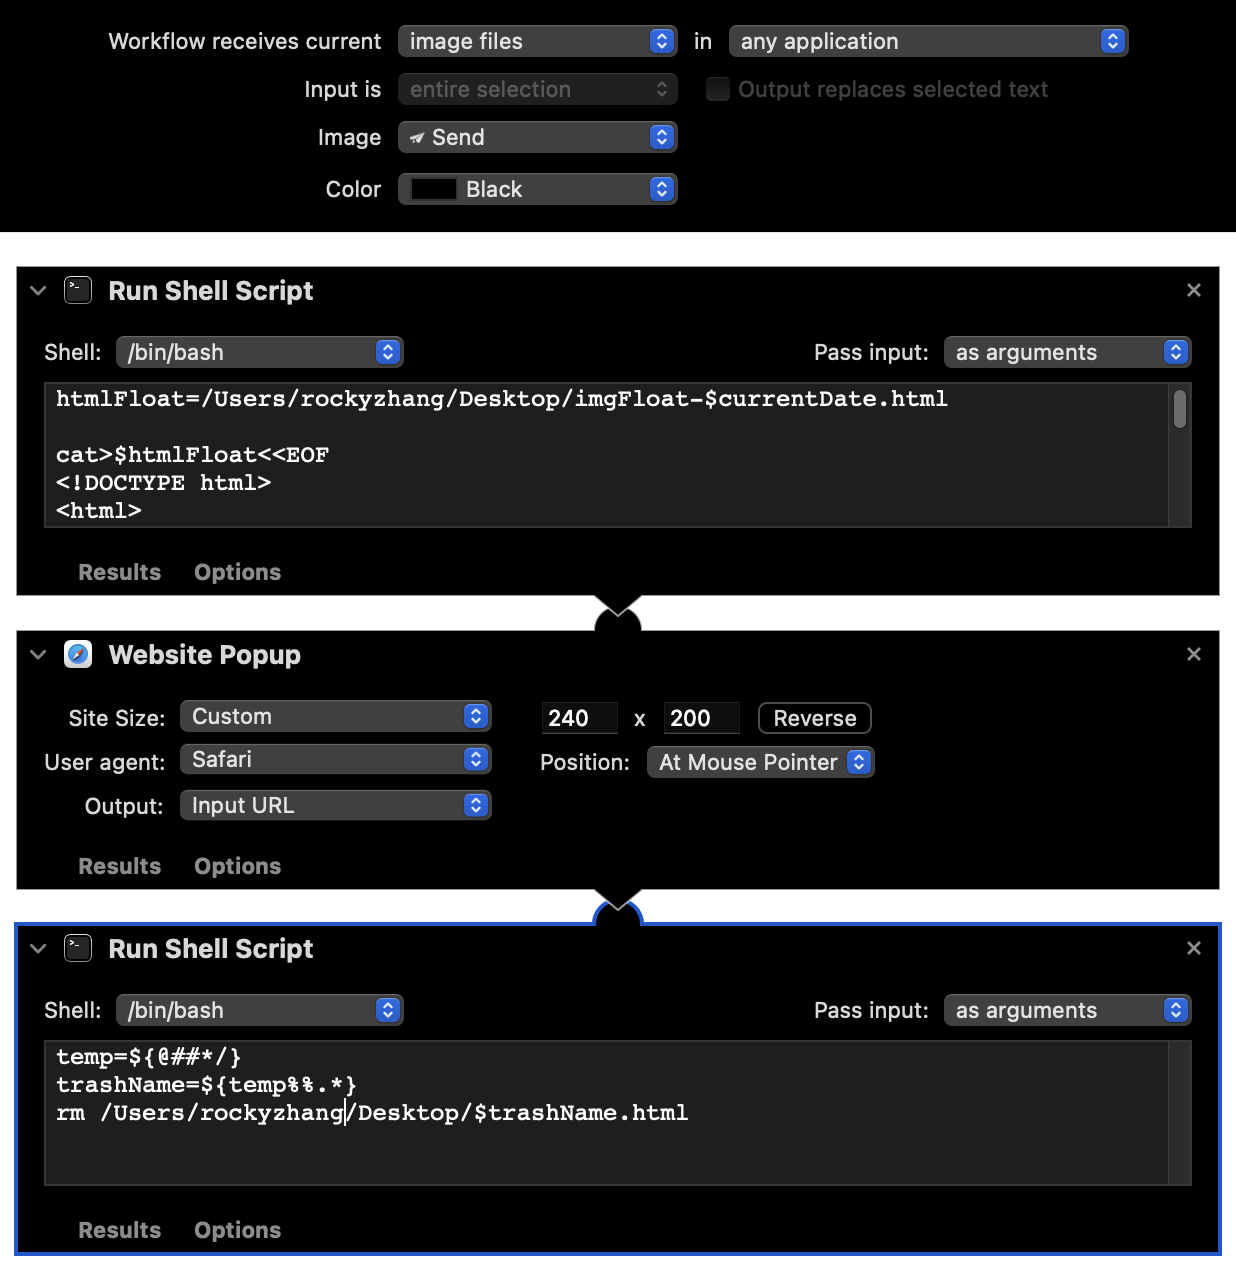 Workflow receives current image files in any application
Input is entire selection Output replaces selected text
Image Send
Color Black
Run Shell Script
Shell: /bin/bash Pass input: as arguments
htmlFloat=/Users/rockyzhang/Desktop/imgFloat-$currentDate.html
cat>$htmlFloat<<EOF
<!DOCTYPE html>
<html>
Results Options
Website Popup
Site Size: Custom 240 x 200 Reverse
User agent: Safari Position: At Mouse Pointer
Output: Input URL
Results Options
Run Shell Script
Shell: /bin/bash Pass input: as arguments
temp=${@##*/}
trashName=${temp%%.*}
rm /Users/rockyzhang/Desktop/$trashName.html
Results Options